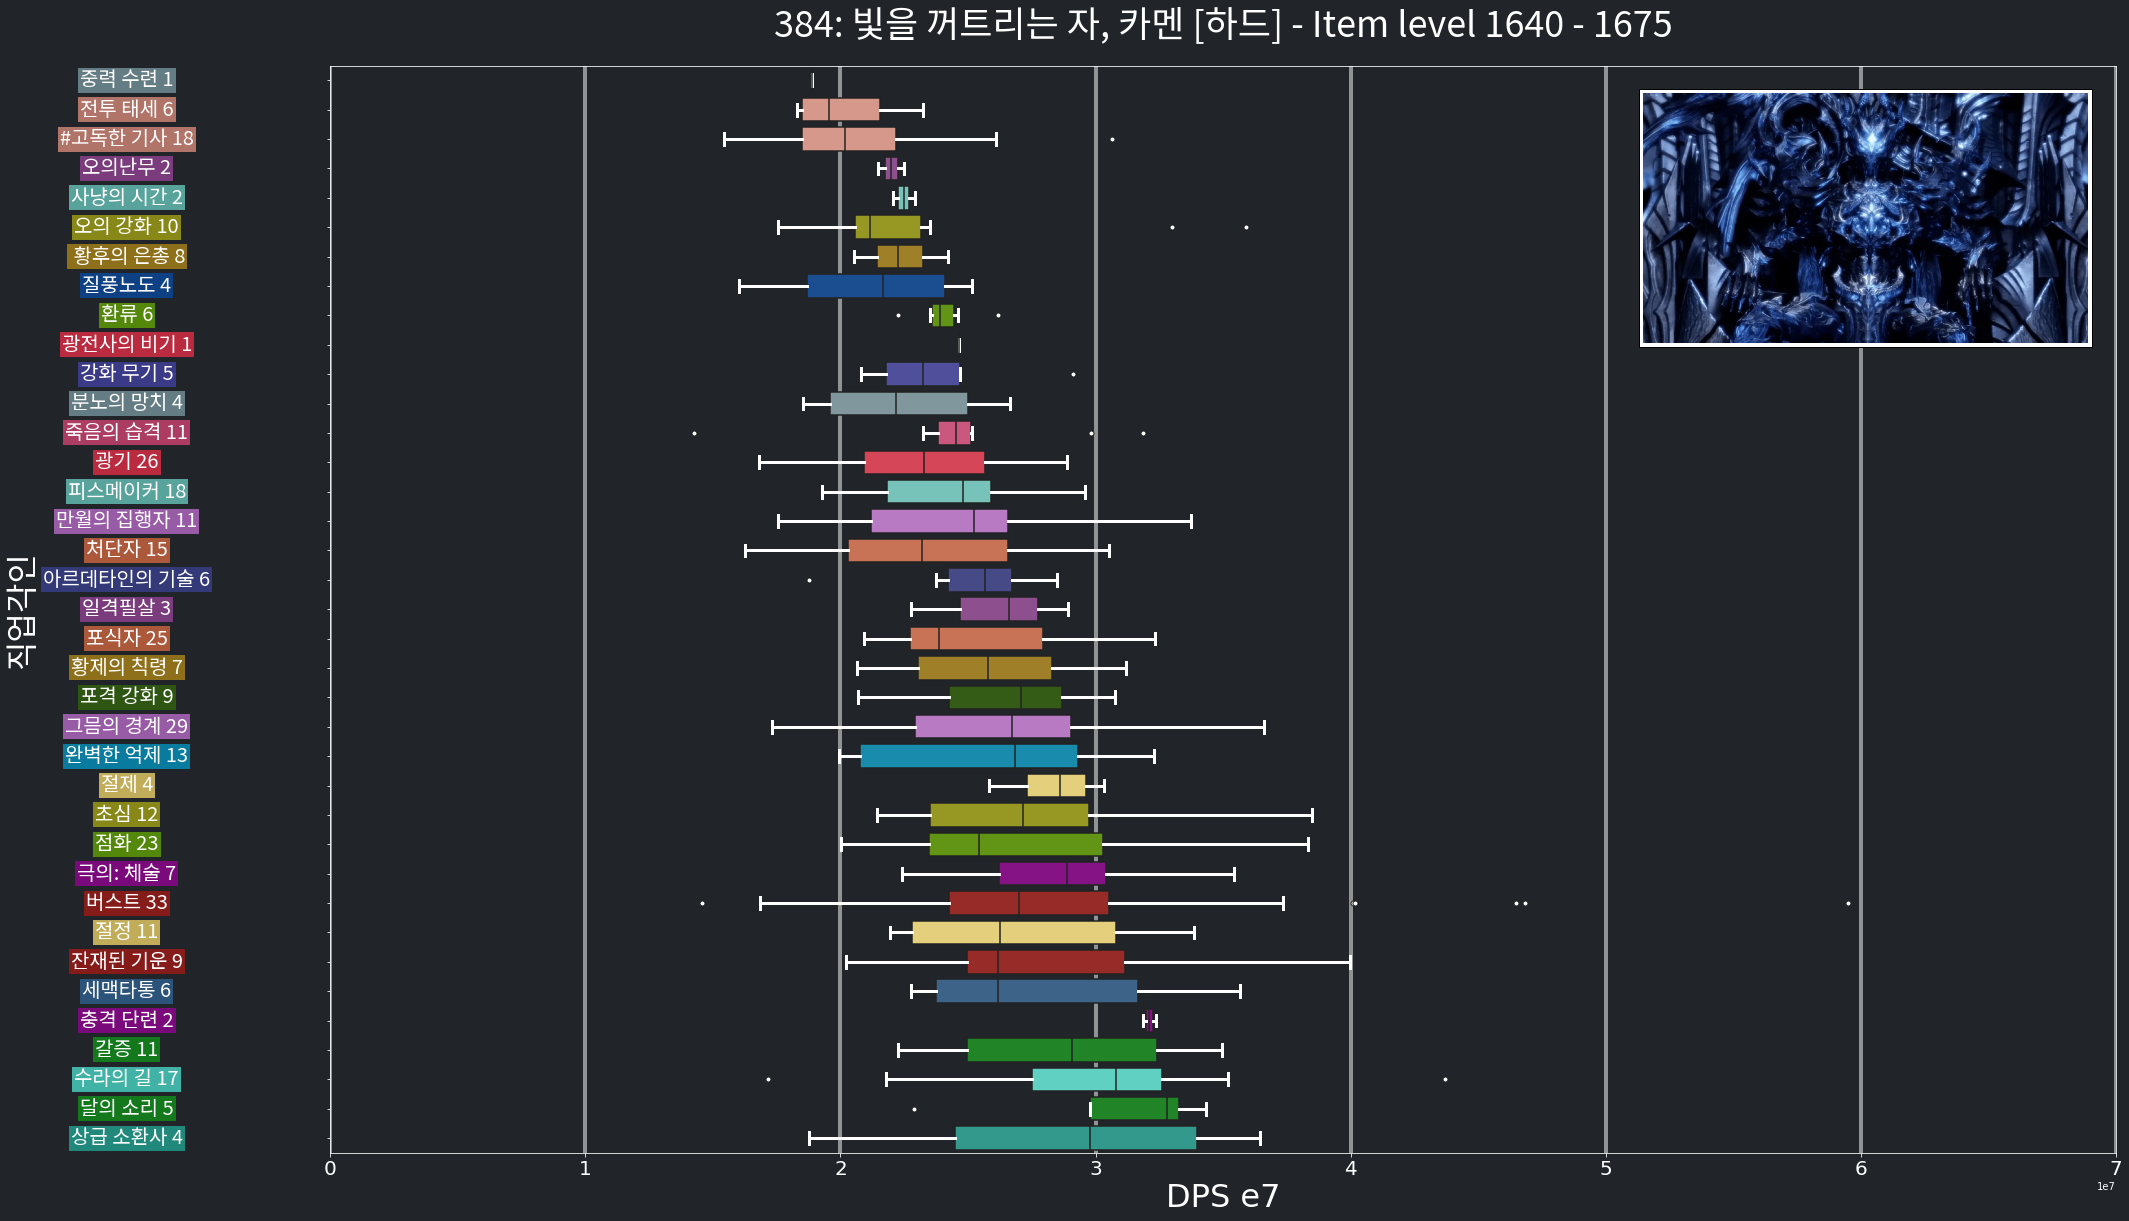 384: 빛을 꺼트리는 자, 카멘 [하드] - Item level 1640 - 1675
직업각인
중력 수련 1
전투 태세 6
#고독한 기사 18
오의난무 2
사냥의 시간 2
오의 강화 10
황후의 은총 8
질풍노도 4
환류 6
광전사의 비기 1
강화 무기 5
분노의 망치 4
죽음의 습격 11
광기 26
피스메이커 18
만월의 집행자 11
처단자 15
아르데타인의 기술 6
일격필살 3
포식자 25
황제의 칙령 7
포격 강화 9
그믐의 경계 29
완벽한 억제 13
절제 4
초심 12
점화 23
극의: 체술 7
버스트 33
절정 11
잔재된 기운 9
세맥타통 6
충격 단련 2
갈증 11
수라의 길 17
달의 소리 5
상급 소환사 4
0 1 2 3 4 5 6 7
1e7
DPS e7